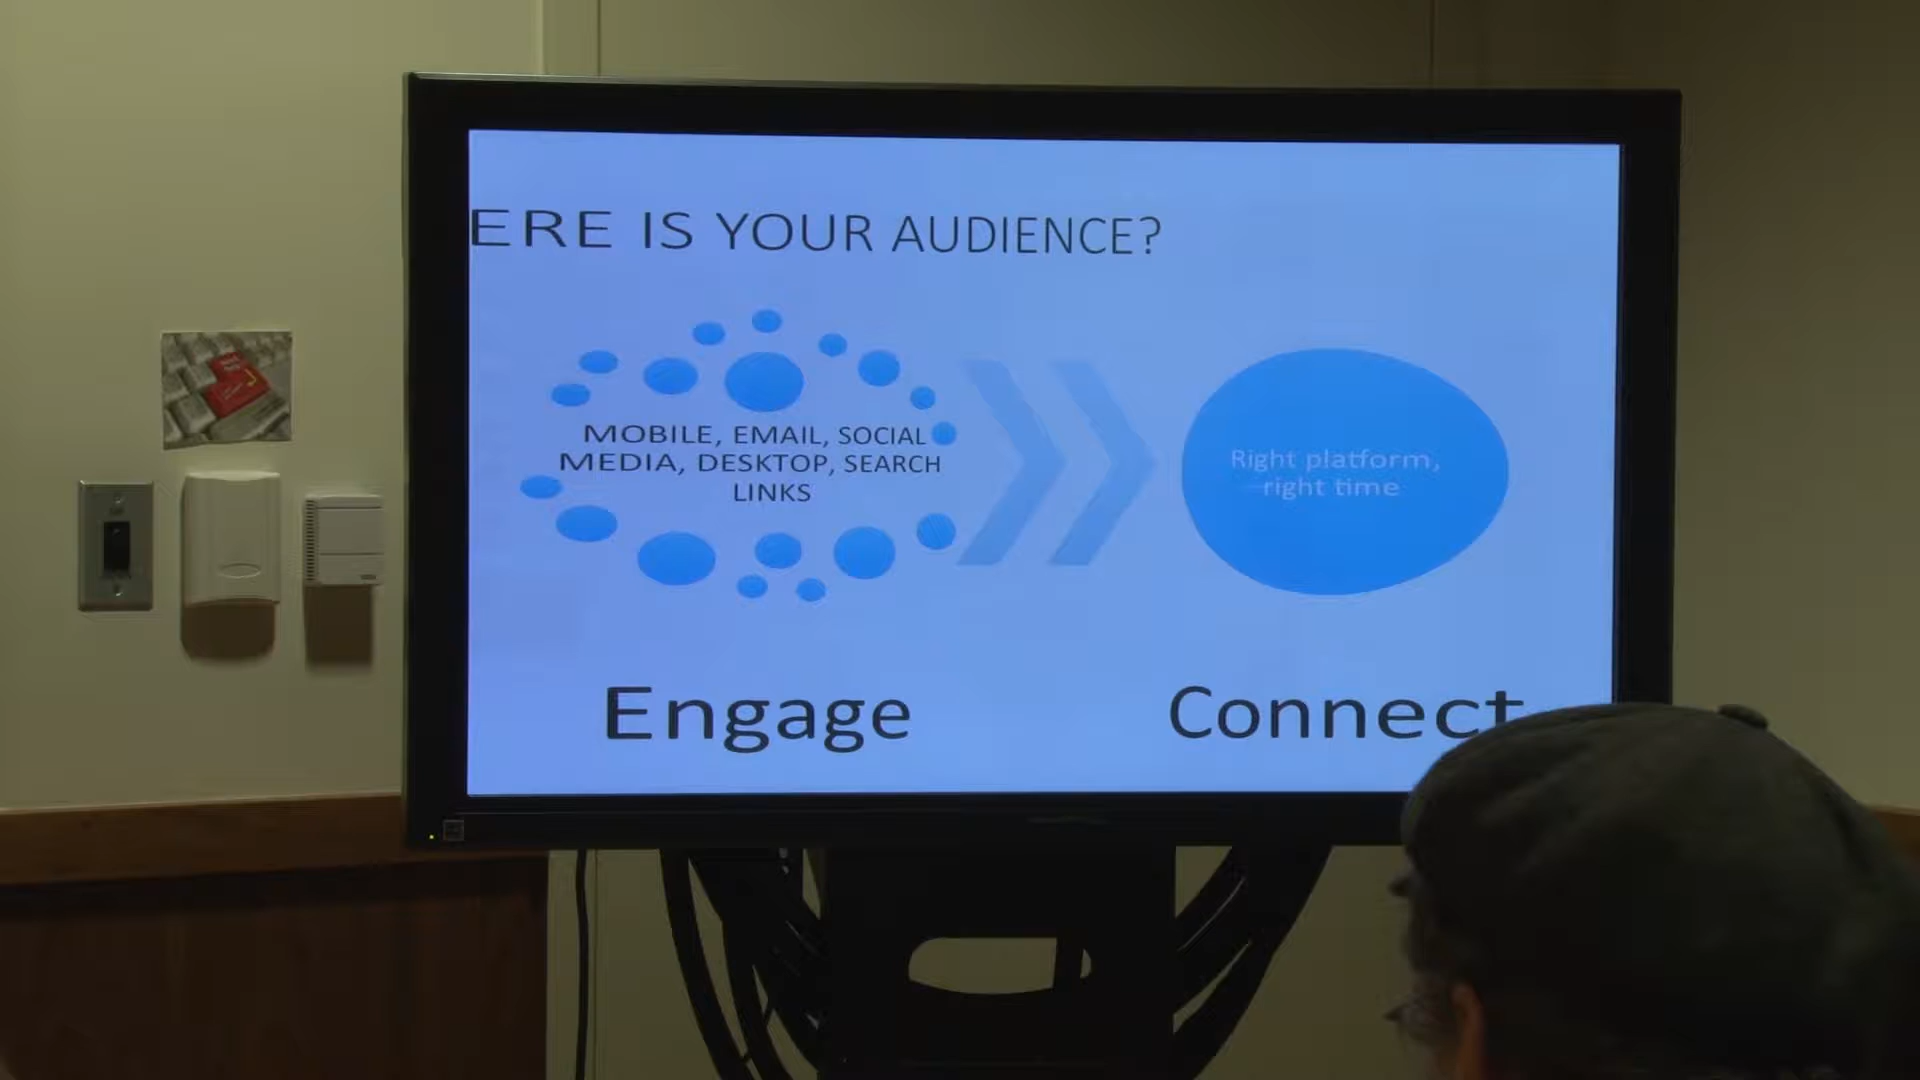 ERE IS YOUR AUDIENCE?
MOBILE, EMAIL, SOCIAL
MEDIA, DESKTOP, SEARCH
LINKS
Right platform,
right time
Engage
Connect